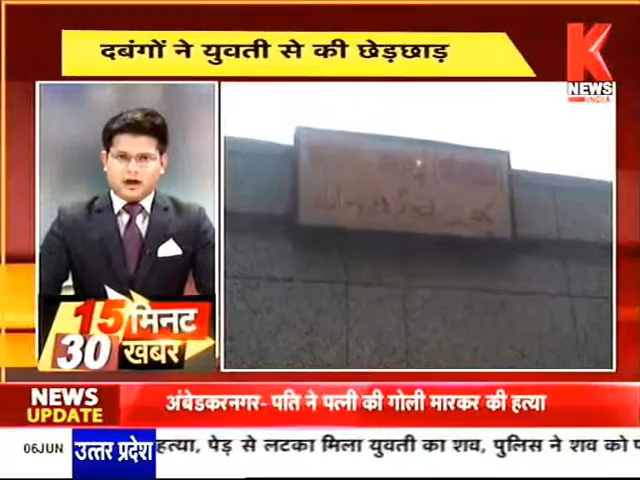 दबंगों ने युवती से की छेड़छाड़
K
NEWS
INDIA
15 मिनट
30 खबर
NEWS
UPDATE
अंबेडकरनगर- पति ने पत्नी की गोली मारकर की हत्या
06JUN
उत्तर प्रदेश
हत्या, पेड़ से लटका मिला युवती का शव, पुलिस ने शव को